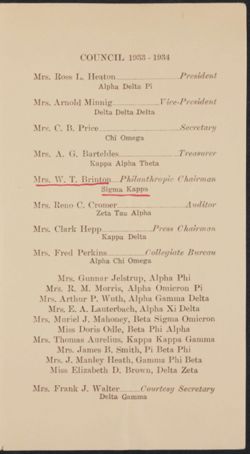 COUNCIL 1933 - 1934
Mrs. Ross L. Heaton President
Alpha Delta Pi
Mrs. Arnold Minnig Vice-President
Delta Delta Delta
Mrs. C. B. Price Secretary
Chi Omega
Mrs. A. G. Barteldes Treasurer
Kappa Alpha Theta
Mrs. W. T. Brinton Philanthropic Chairman
Sigma Kappa
Mrs. Reno C. Cromer Auditor
Zeta Tau Alpha
Mrs. Clark Hepp Press Chairman
Kappa Delta
Mrs. Fred Perkins Collegiate Bureau
Alpha Chi Omega
Mrs. Gunnar Jelstrup, Alpha Phi
Mrs. R. M. Morris, Alpha Omicron Pi
Mrs. Arthur P. Wuth, Alpha Gamma Delta
Mrs. E. A. Lauterbach, Alpha Xi Delta
Mrs. Muriel J. Mahoney, Beta Sigma Omicron
Miss Doris Odle, Beta Phi Alpha
Mrs. Thomas Aurelius, Kappa Kappa Gamma
Mrs. James B. Smith, Pi Beta Phi
Mrs. J. Manley Heath, Gamma Phi Beta
Miss Elizabeth D. Brown, Delta Zeta
Mrs. Frank J. Walter Courtesy Secretary
Delta Gamma